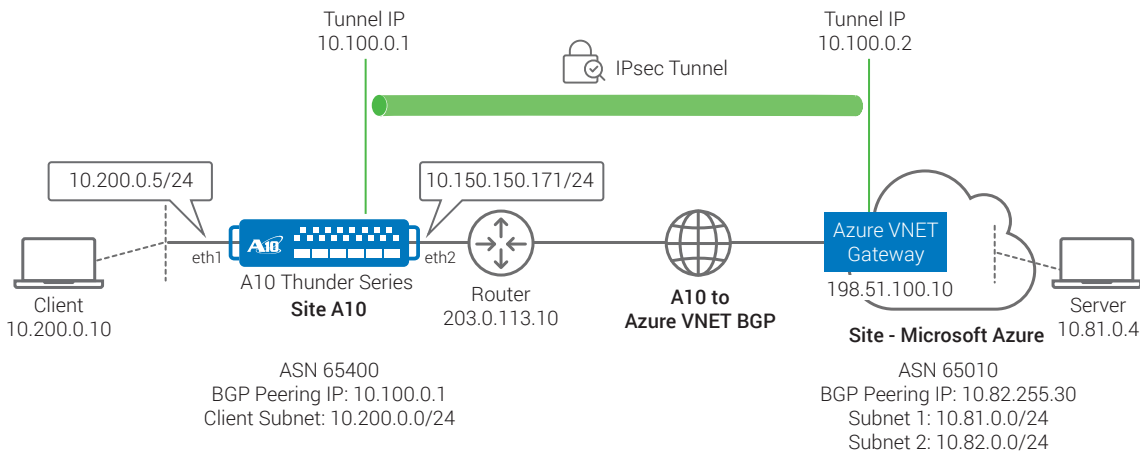 Tunnel IP
10.100.0.1
Tunnel IP
10.100.0.2
IPsec Tunnel
10.200.0.5/24
10.150.150.171/24
A10
eth1
eth2
Azure VNET
Gateway
198.51.100.10
Client
10.200.0.10
A10 Thunder Series
Site A10
Router
203.0.113.10
A10 to
Azure VNET BGP
Site - Microsoft Azure
Server
10.81.0.4
ASN 65400
BGP Peering IP: 10.100.0.1
Client Subnet: 10.200.0.0/24
ASN 65010
BGP Peering IP: 10.82.255.30
Subnet 1: 10.81.0.0/24
Subnet 2: 10.82.0.0/24